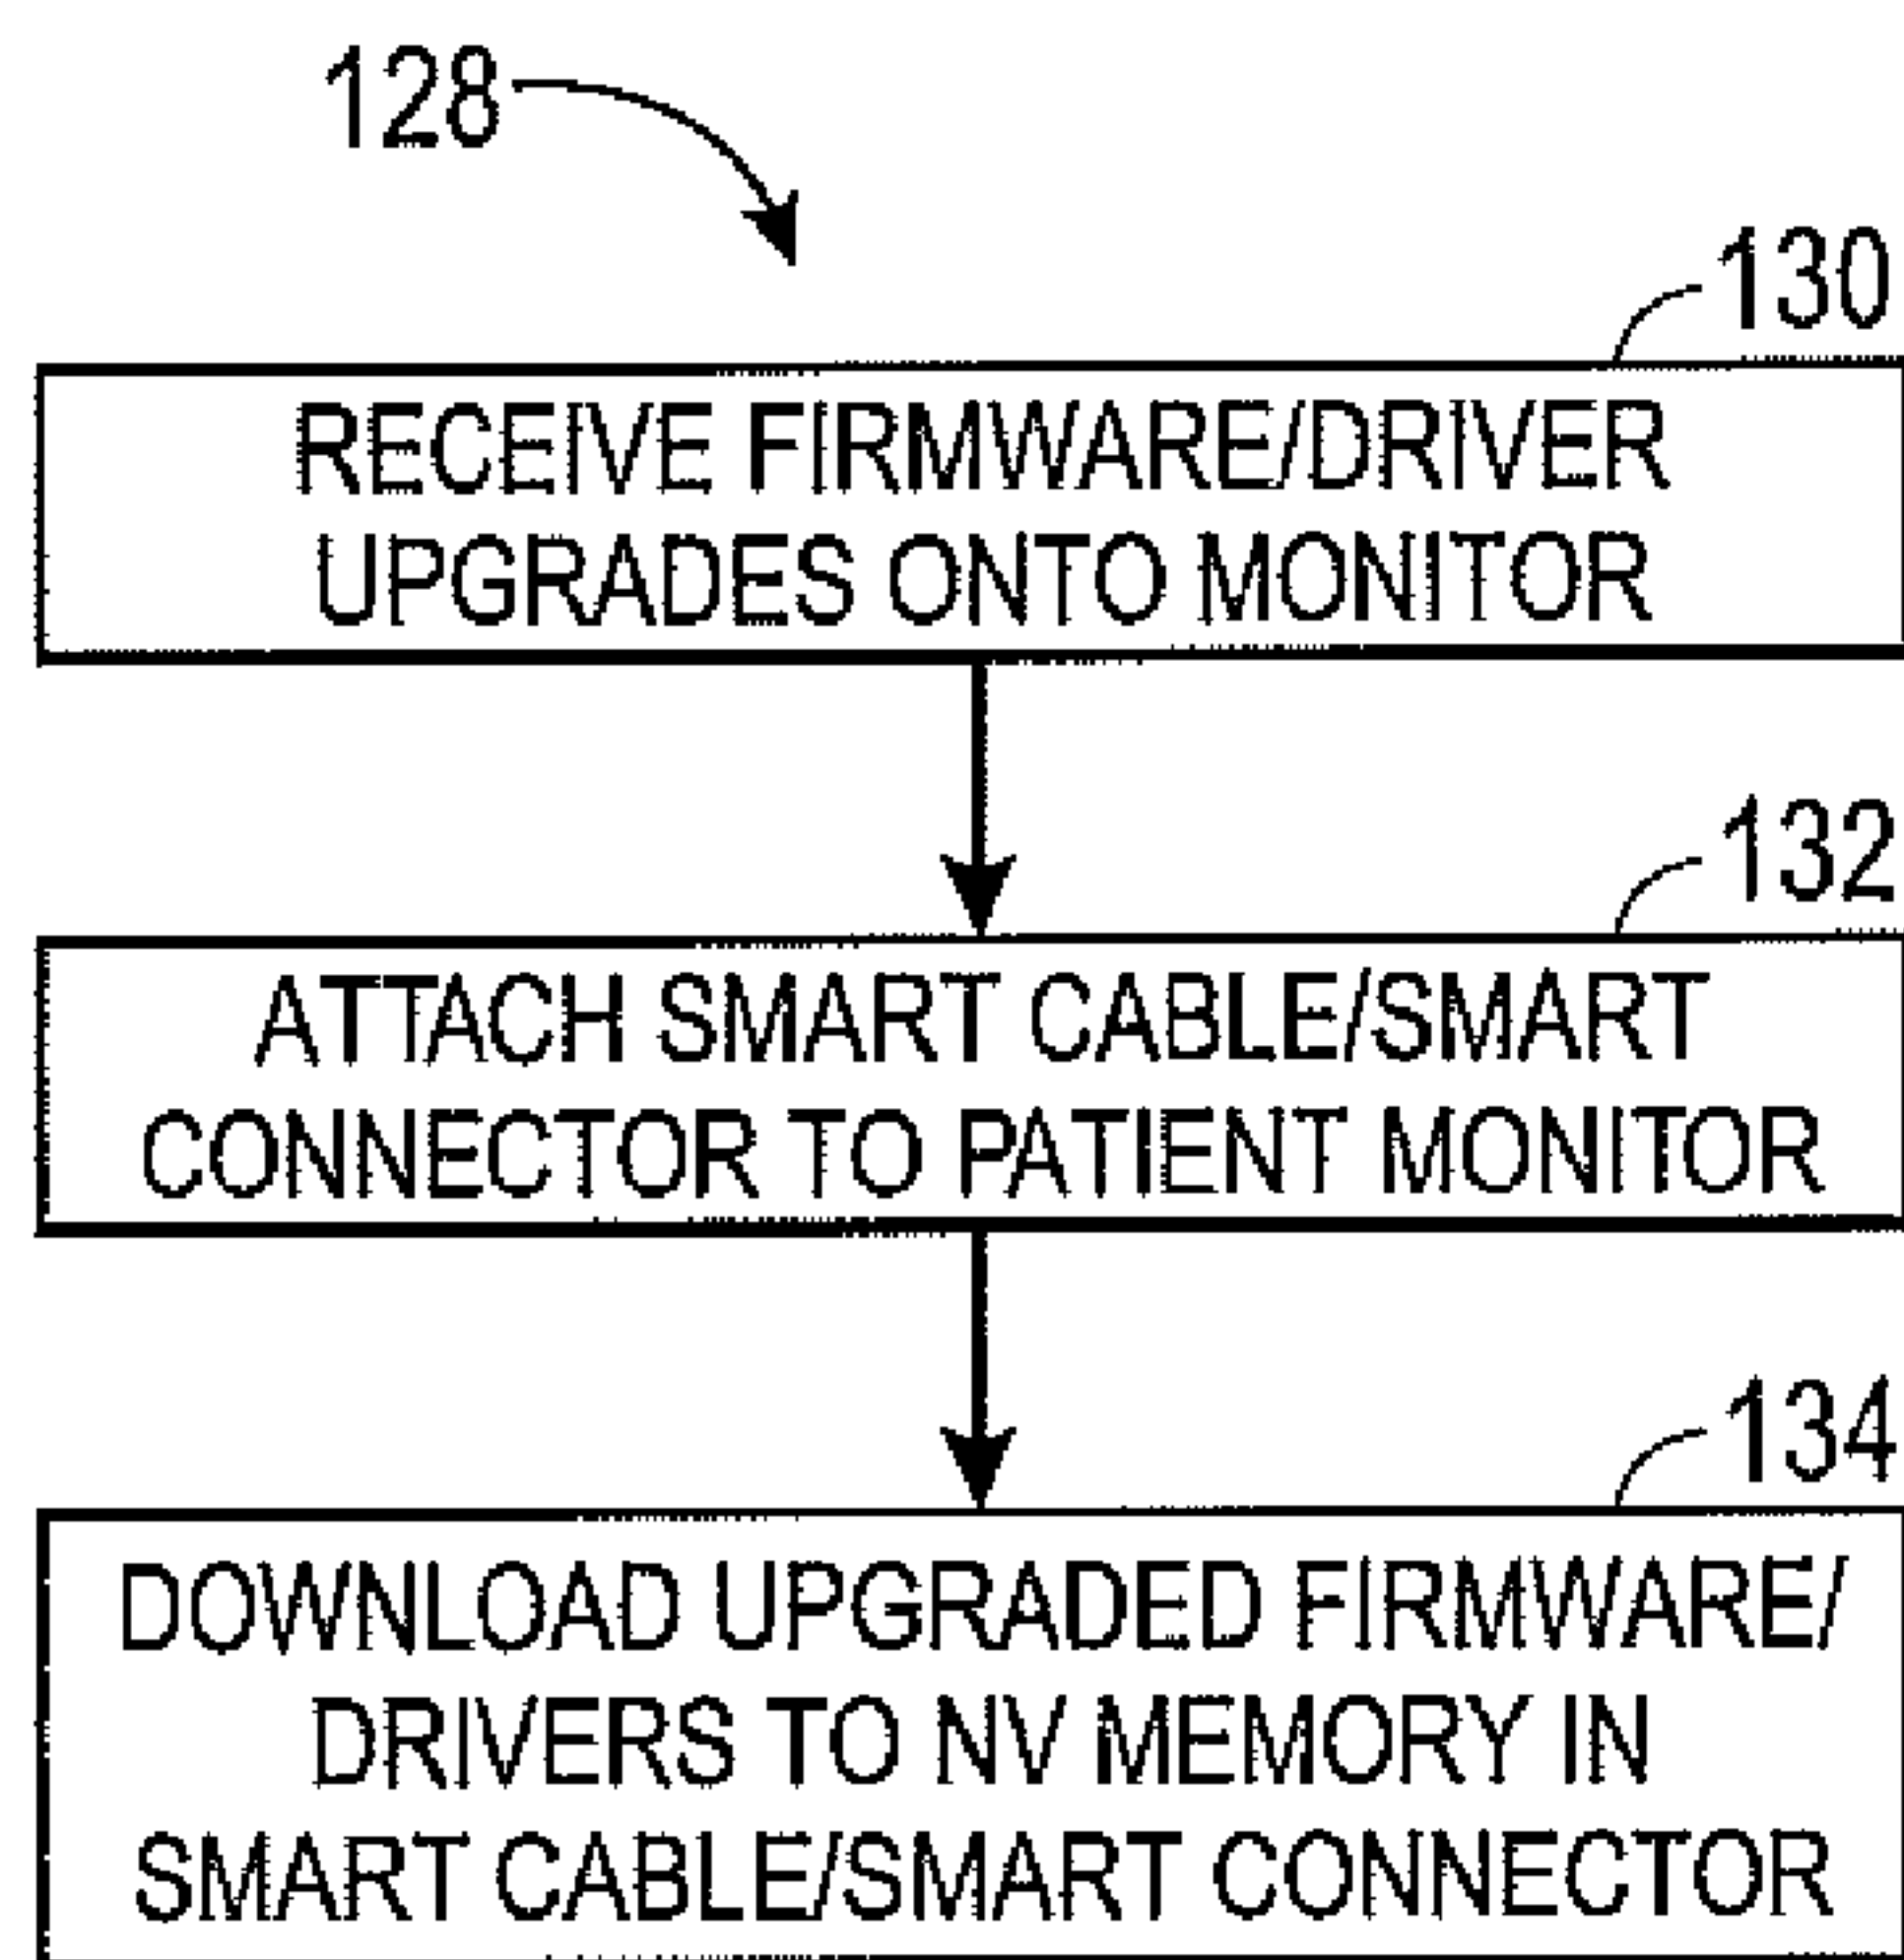 128
130
RECEIVE FIRMWARE/DRIVER
UPGRADES ONTO MONITOR
132
ATTACH SMART CABLE/SMART
CONNECTOR TO PATIENT MONITOR
134
DOWNLOAD UPGRADED FIRMWARE/
DRIVERS TO NV MEMORY IN
SMART CABLE/SMART CONNECTOR